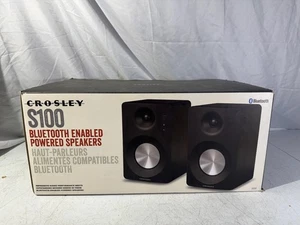 CROSLEY
Bluetooth
S100
BLUETOOTH ENABLED
POWERED SPEAKERS
HAUT-PARLEURS
ALIMENTÉS COMPATIBLES
BLUETOOTH